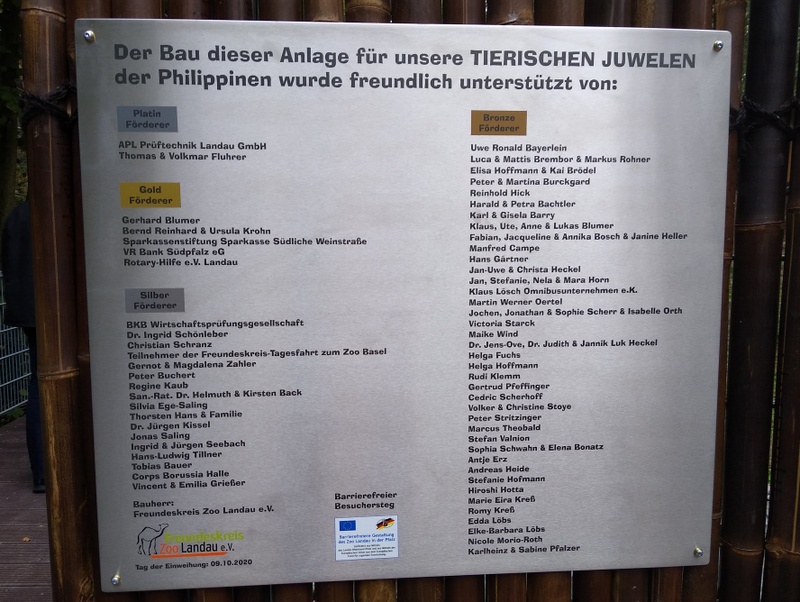 Der Bau dieser Anlage für unsere TIERISCHEN JUWELEN
der Philippinen wurde freundlich unterstützt von:
Platin
Förderer
APL Prüftechnik Landau GmbH
Thomas & Volkmar Fluhrer
Gold
Förderer
Gerhard Blumer
Bernd Reinhard & Ursula Krohn
Sparkassenstiftung Sparkasse Südliche Weinstraße
VR Bank Südpfalz eG
Rotary-Hilfe e.V. Landau
Silber
Förderer
BKB Wirtschaftsprüfungsgesellschaft
Dr. Ingrid Schönleber
Christian Schranz
Teilnehmer der Freundeskreis-Tagesfahrt zum Zoo Basel
Gernot & Magdalena Zahler
Peter Buchert
Regine Kaub
San.-Rat. Dr. Helmuth & Kirsten Back
Silvia Ege-Saling
Thorsten Hans & Familie
Dr. Jürgen Kissel
Jonas Saling
Ingrid & Jürgen Seebach
Hans-Ludwig Tillner
Tobias Bauer
Corps Borussia Halle
Vincent & Emilia Grießer
Bauherr:
Freundeskreis Zoo Landau e.V.
Freundeskreis
Zoo Landau e.V.
Tag der Einweihung: 09.10.2020
Barrierefreier
Besuchersteg
Barrierearmere Gestaltung
des Zoo Landau in der Pfalz
Bronze
Förderer
Uwe Ronald Bayerlein
Luca & Mattis Brembor & Markus Rohner
Elisa Hoffmann & Kai Brödel
Peter & Martina Burckgard
Reinhold Hick
Harald & Petra Bachtler
Karl & Gisela Barry
Klaus, Ute, Anne & Lukas Blumer
Fabian, Jacqueline & Annika Bosch & Janine Heller
Manfred Campe
Hans Gärtner
Jan-Uwe & Christa Heckel
Jan, Stefanie, Nela & Mara Horn
Klaus Lösch Omnibusunternehmen e.K.
Martin Werner Oertel
Jochen, Jonathan & Sophie Scherr & Isabelle Orth
Victoria Starck
Maike Wind
Dr. Jens-Ove, Dr. Judith & Jannik Luk Heckel
Helga Fuchs
Helga Hoffmann
Rudi Klemm
Gertrud Pfeffinger
Cedric Scherhoff
Volker & Christine Stoye
Peter Stritzinger
Marcus Theobald
Stefan Valnion
Sophia Schwahn & Elena Bonatz
Antje Erz
Andreas Heide
Stefanie Hofmann
Hiroshi Hotta
Marie Eira Kreß
Romy Kreß
Edda Löbs
Elke-Barbara Löbs
Nicole Morio-Roth
Karlheinz & Sabine Pfalzer